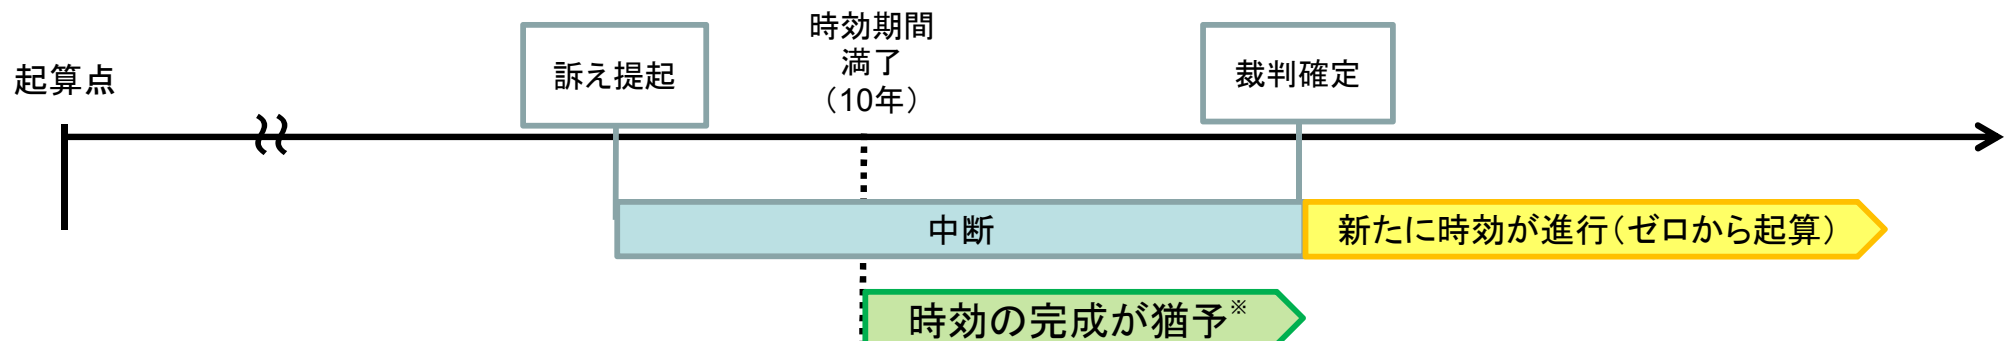 起算点
訴え提起
時効期間
満了
（10年）
裁判確定
中断
新たに時効が進行（ゼロから起算）
時効の完成が猶予※